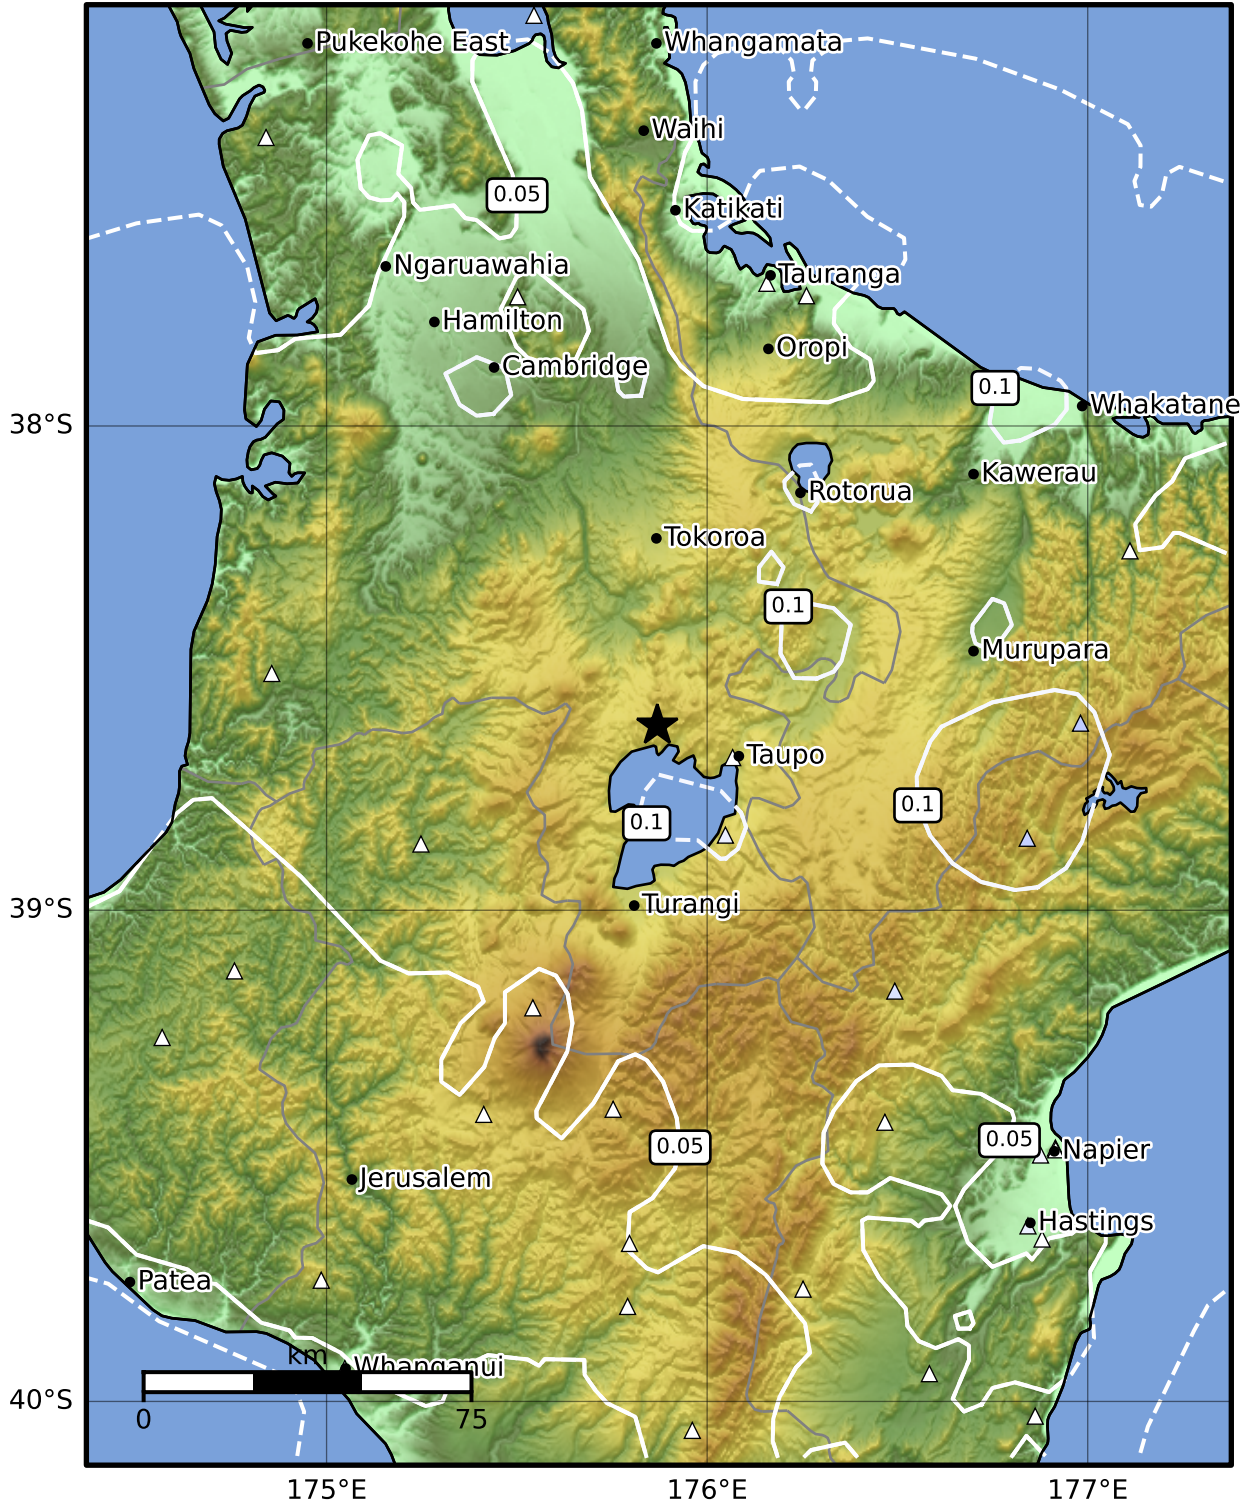 Pukekohe East
Whangamata
Waihi
0.05
Katikati
Ngaruawahia
Tauranga
Hamilton
Oropi
Cambridge
0.1
Whakatane
38°S
Kawerau
Rotorua
Tokoroa
0.1
Murupara
Taupo
0.1
0.1
Turangi
39°S
0.05
0.05
Napier
Jerusalem
Hastings
Patea
km
Whanganui
0
75
40°S
175°E
176°E
177°E